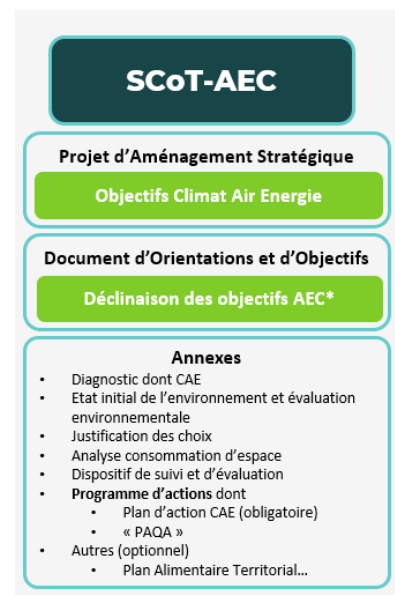 SCoT-AEC
Projet d'Aménagement Stratégique
Objectifs Climat Air Energie
Document d'Orientations et d'Objectifs
Déclinaison des objectifs AEC*
Annexes
• Diagnostic dont CAE
• Etat initial de l'environnement et évaluation
environnementale
• Justification des choix
• Analyse consommation d'espace
• Dispositif de suivi et d'évaluation
• Programme d'actions dont
• Plan d'action CAE (obligatoire)
• « PAQA »
• Autres (optionnel)
• Plan Alimentaire Territorial…